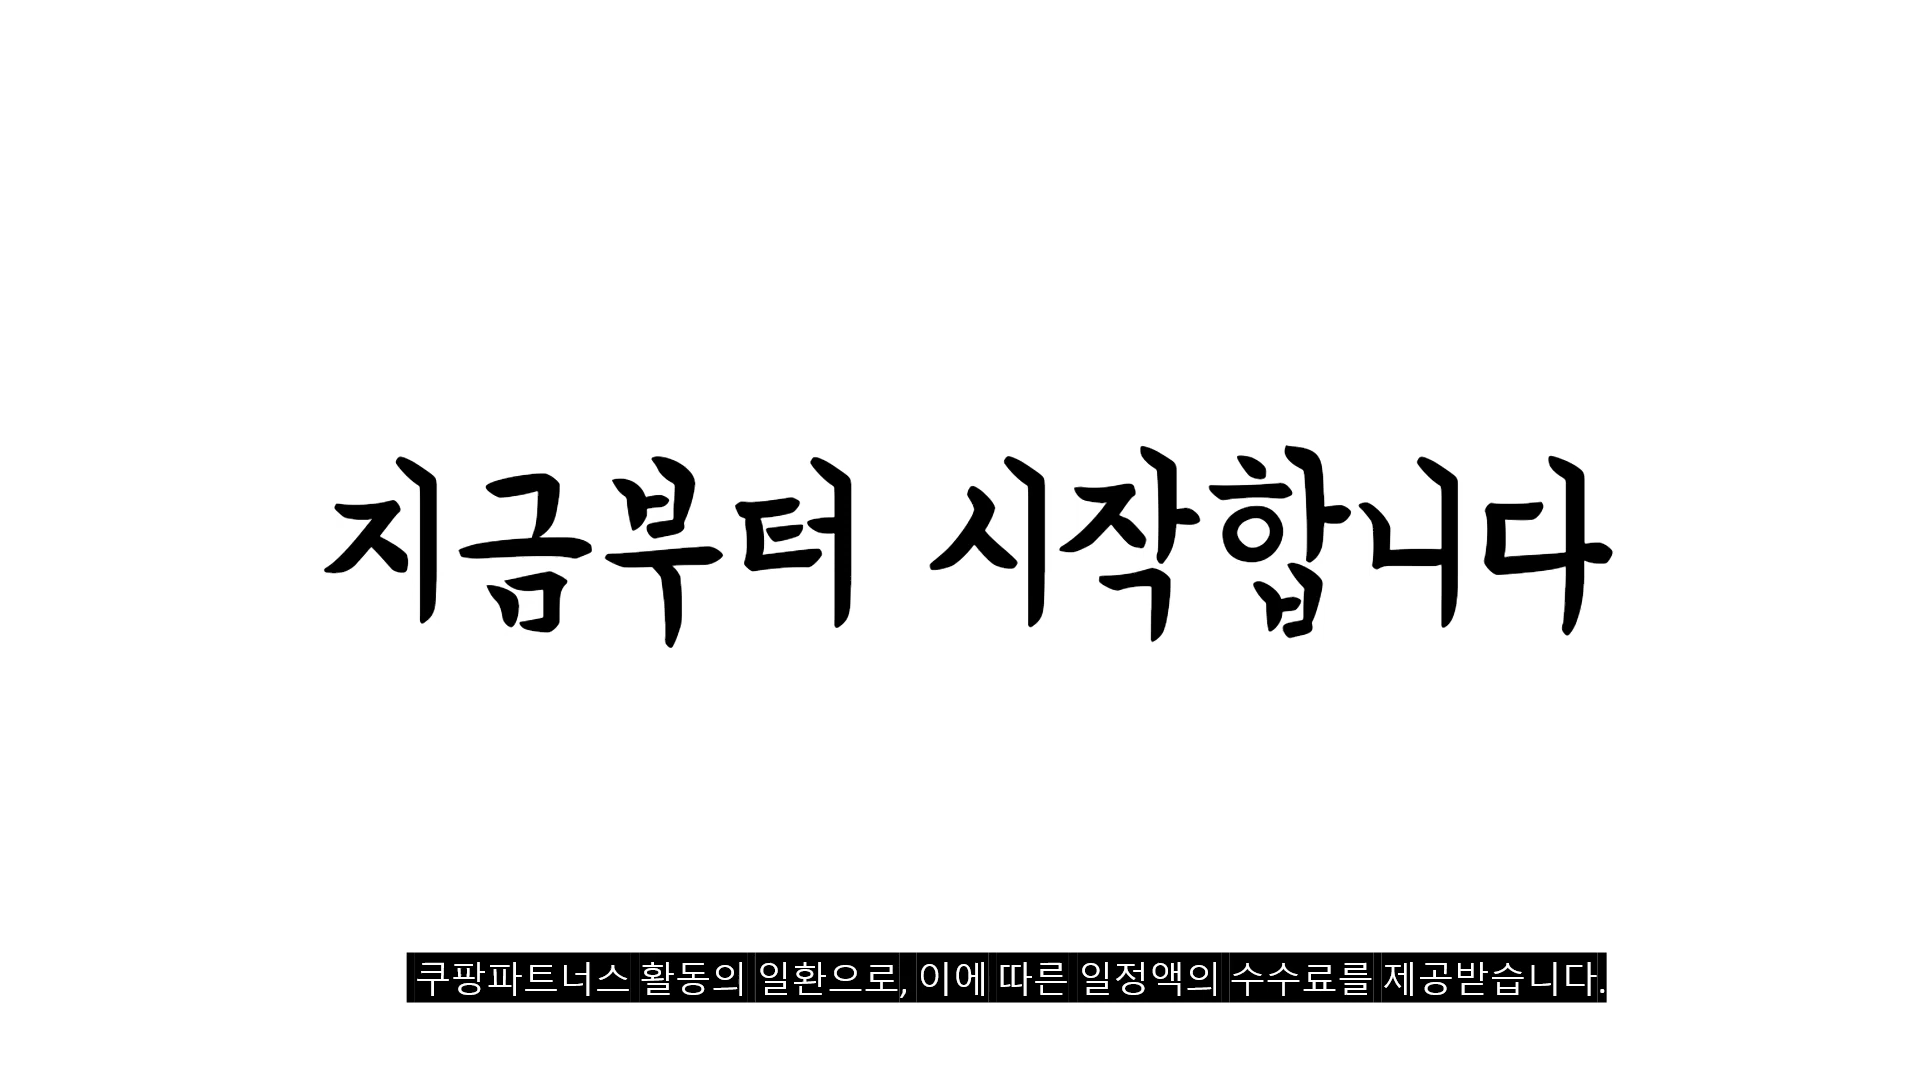 지금부터 시작합니다
쿠팡파트너스 활동의 일환으로, 이에 따른 일정액의 수수료를 제공받습니다.